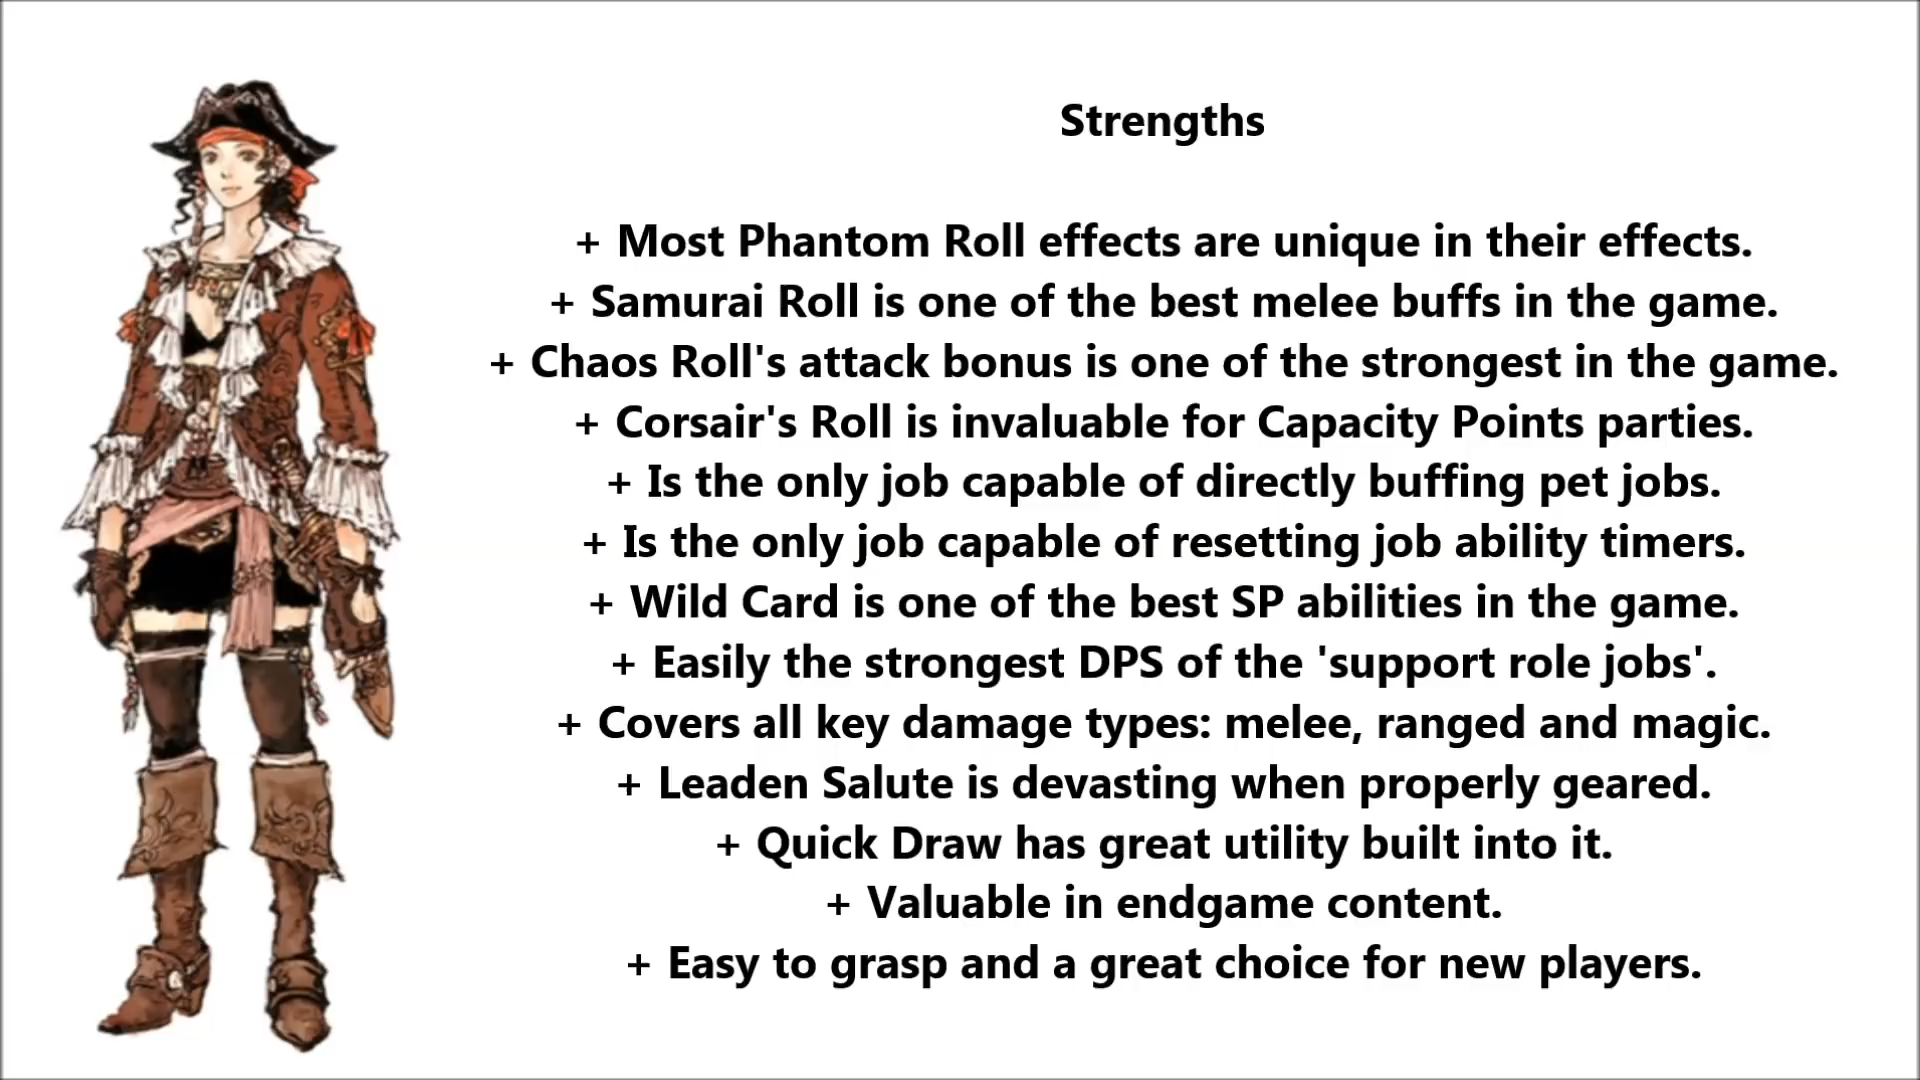 Strengths
+ Most Phantom Roll effects are unique in their effects.
+ Samurai Roll is one of the best melee buffs in the game.
+ Chaos Roll's attack bonus is one of the strongest in the game.
+ Corsair's Roll is invaluable for Capacity Points parties.
+ Is the only job capable of directly buffing pet jobs.
+ Is the only job capable of resetting job ability timers.
+ Wild Card is one of the best SP abilities in the game.
+ Easily the strongest DPS of the 'support role jobs'.
+ Covers all key damage types: melee, ranged and magic.
+ Leaden Salute is devasting when properly geared.
+ Quick Draw has great utility built into it.
+ Valuable in endgame content.
+ Easy to grasp and a great choice for new players.